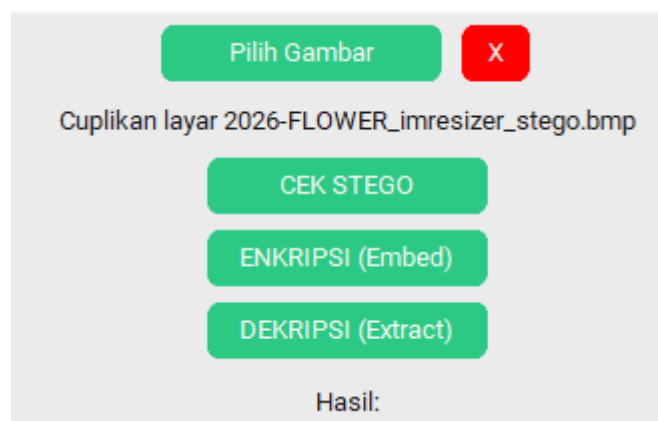 Pilih Gambar X
Cuplikan layar 2026-FLOWER_imresizer_stego.bmp
CEK STEGO
ENKRIPSI (Embed)
DEKRIPSI (Extract)
Hasil: